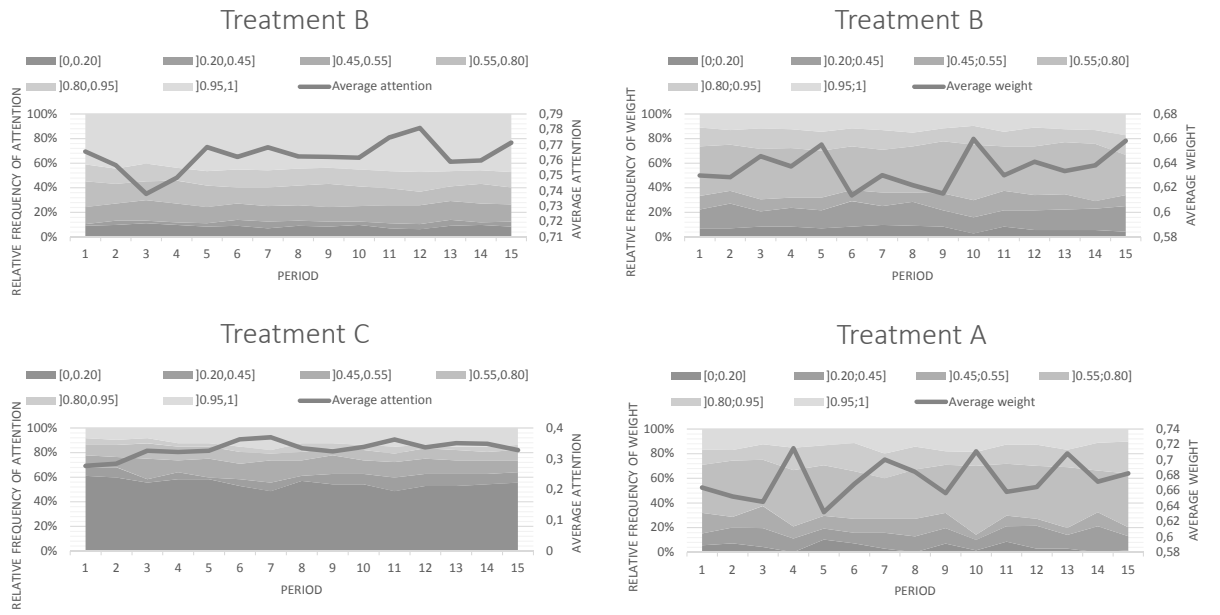 Treatment B
[0,0.20] ]0.20,0.45] ]0.45,0.55] ]0.55,0.80]
]0.80,0.95] ]0.95,1] Average attention
RELATIVE FREQUENCY OF ATTENTION
100%
80%
60%
40%
20%
0%
0,79
0,78
0,77
0,76
0,75
0,74
0,73
0,72
0,71
AVERAGE ATTENTION
1 2 3 4 5 6 7 8 9 10 11 12 13 14 15
PERIOD
Treatment B
[0;0.20] ]0.20;0.45] ]0.45;0.55] ]0.55;0.80]
]0.80;0.95] ]0.95;1] Average weight
RELATIVE FREQUENCY OF WEIGHT
100%
80%
60%
40%
20%
0%
0,68
0,66
0,64
0,62
0,6
0,58
AVERAGE WEIGHT
1 2 3 4 5 6 7 8 9 10 11 12 13 14 15
PERIOD
Treatment C
[0,0.20] ]0.20,0.45] ]0.45,0.55] ]0.55,0.80]
]0.80,0.95] ]0.95,1] Average attention
RELATIVE FREQUENCY OF ATTENTION
100%
80%
60%
40%
20%
0%
0,4
0,3
0,2
0,1
0
AVERAGE ATTENTION
1 2 3 4 5 6 7 8 9 10 11 12 13 14 15
PERIOD
Treatment A
[0;0.20] ]0.20;0.45] ]0.45;0.55] ]0.55;0.80]
]0.80;0.95] ]0.95;1] Average weight
RELATIVE FREQUENCY OF WEIGHT
100%
80%
60%
40%
20%
0%
0,74
0,72
0,7
0,68
0,66
0,64
0,62
0,6
0,58
AVERAGE WEIGHT
1 2 3 4 5 6 7 8 9 10 11 12 13 14 15
PERIOD